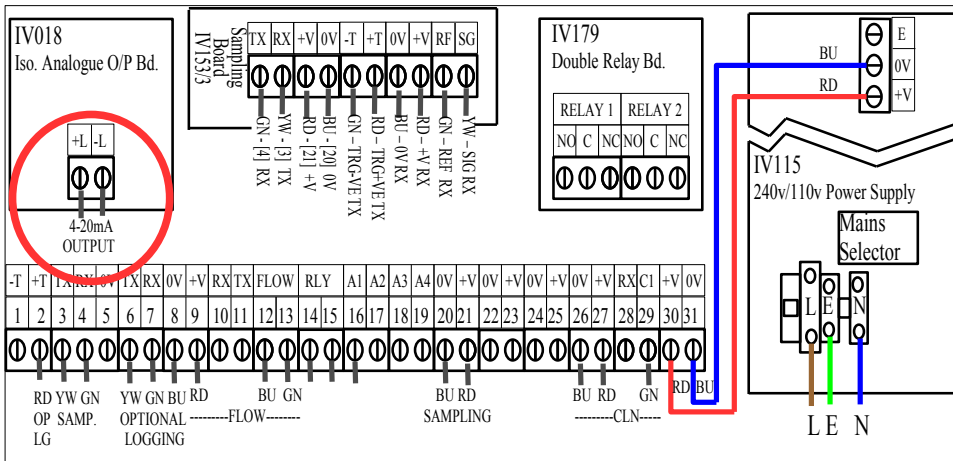 IV018
Iso. Analogue O/P Bd.
+L -L
4-20mA
OUTPUT
Sampling
Board
IV153/3
TX RX +V 0V -T +T 0V +V RF SG
GN - [4] RX
YW - [3] TX
RD - [21] +V
BU - [20] 0V
GN – TRG-VE TX
RD – TRG+VE TX
BU – 0V RX
RD – +V RX
GN – REF RX
YW – SIG RX
IV179
Double Relay Bd.
RELAY 1 RELAY 2
NO C NC NO C NC
E
BU 0V
RD +V
IV115
240v/110v Power Supply
Mains
Selector
L E N
L E N
-T +T TX RX 0V TX RX 0V +V RX TX FLOW RLY A1 A2 A3 A4 0V +V 0V +V 0V +V 0V +V RX C1 +V 0V
1 2 3 4 5 6 7 8 9 10 11 12 13 14 15 16 17 18 19 20 21 22 23 24 25 26 27 28 29 30 31
RD YW GN YW GN BU RD BU GN BU RD BU RD GN RD BU
OP SAMP. OPTIONAL --------FLOW------- SAMPLING --------CLN-----
LG LOGGING